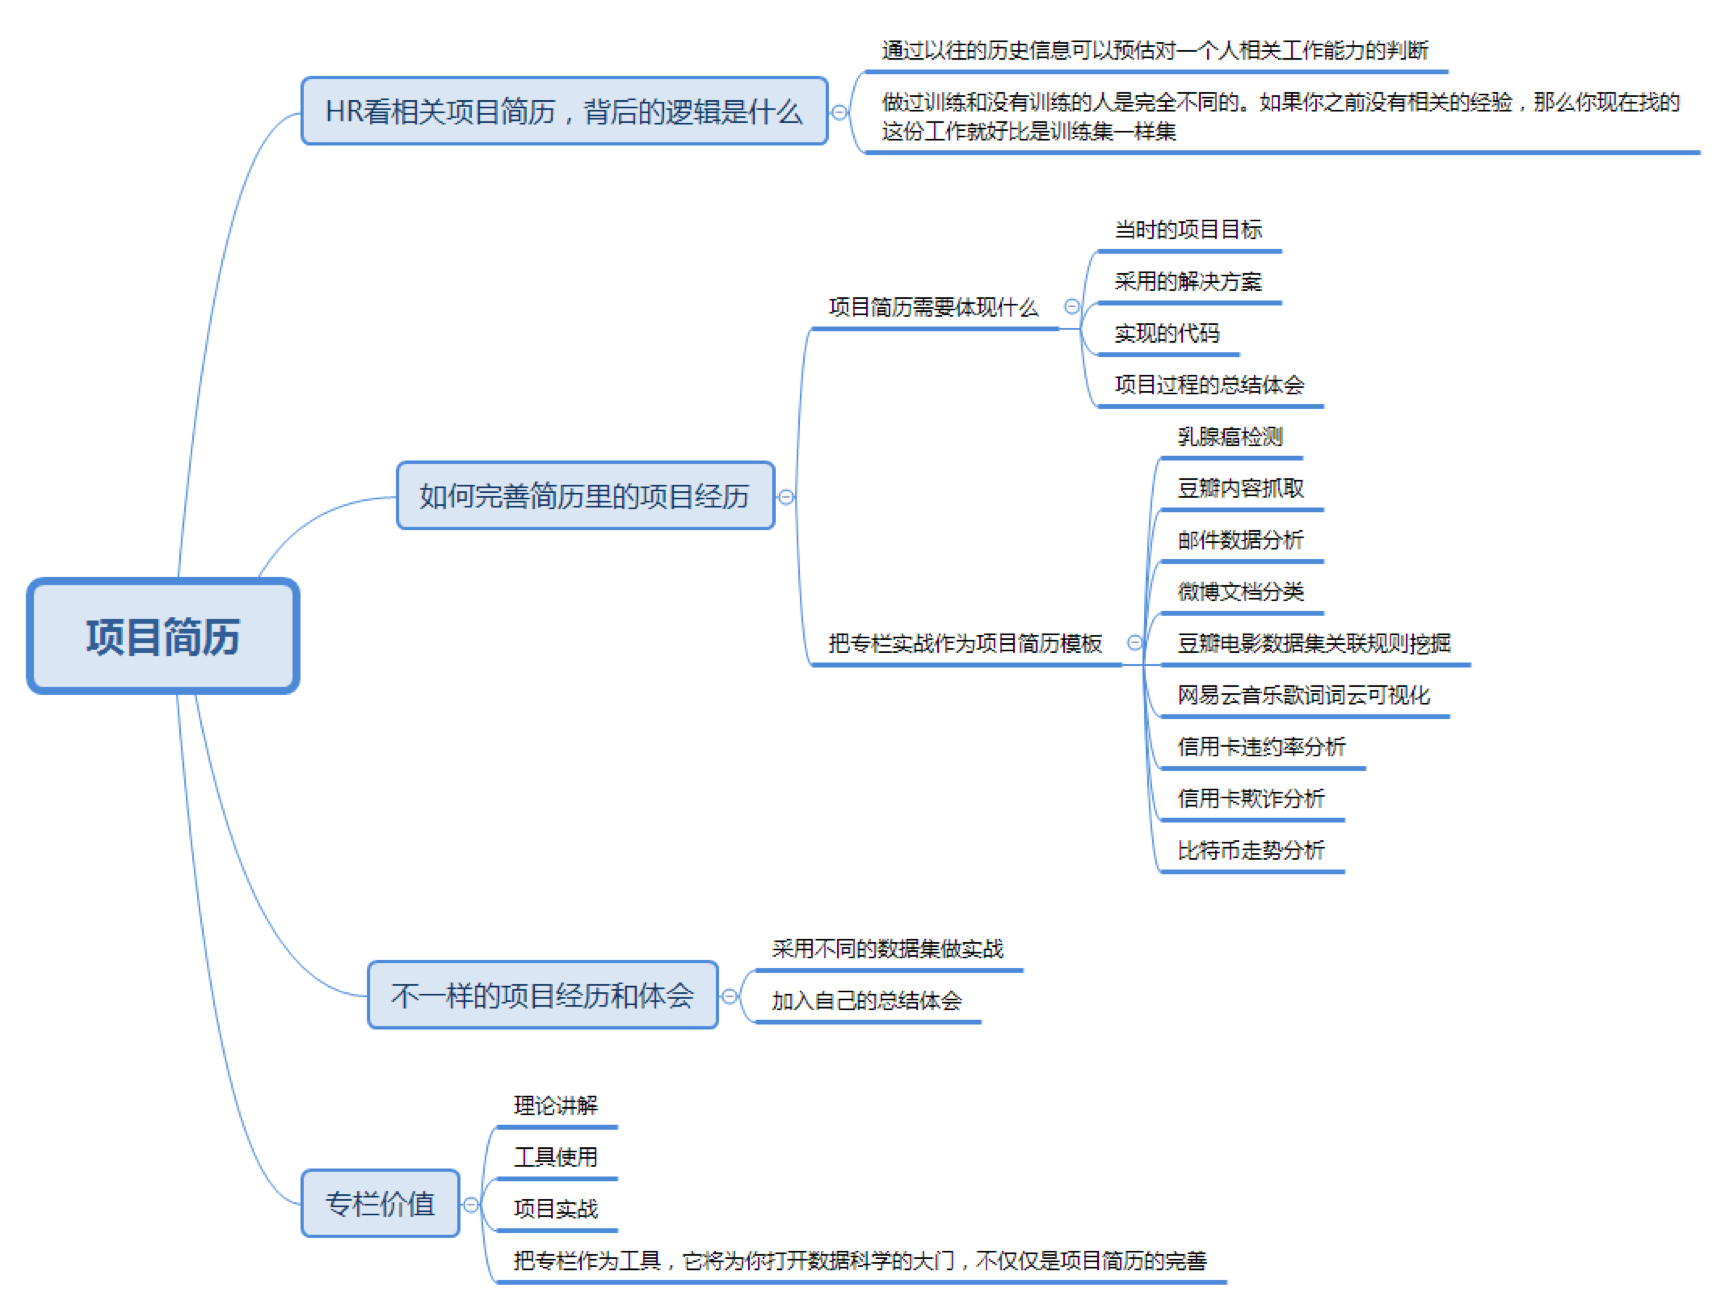 通过以往的历史信息可以预估对一个人相关工作能力的判断
HR看相关项目简历，背后的逻辑是什么
做过训练和没有训练的人是完全不同的。如果你之前没有相关的经验，那么你现在找的
这份工作就好比是训练集一样集
当时的项目目标
采用的解决方案
项目简历需要体现什么
实现的代码
项目过程的总结体会
如何完善简历里的项目经历
乳腺癌检测
豆瓣内容抓取
邮件数据分析
微博文档分类
把专栏实战作为项目简历模板
豆瓣电影数据集关联规则挖掘
网易云音乐歌词词云可视化
信用卡违约率分析
信用卡欺诈分析
比特币走势分析
项目简历
不一样的项目经历和体会
采用不同的数据集做实战
加入自己的总结体会
专栏价值
理论讲解
工具使用
项目实战
把专栏作为工具，它将为你打开数据科学的大门，不仅仅是项目简历的完善